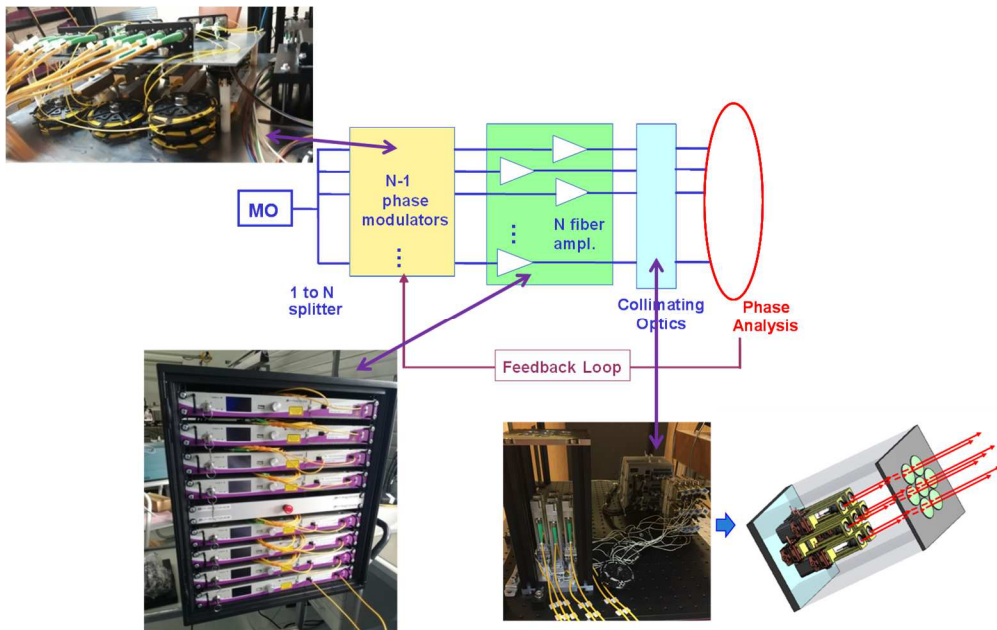 MO
1 to N
splitter
N-1
phase
modulators
N fiber
ampl.
Collimating
Optics
Phase
Analysis
Feedback Loop